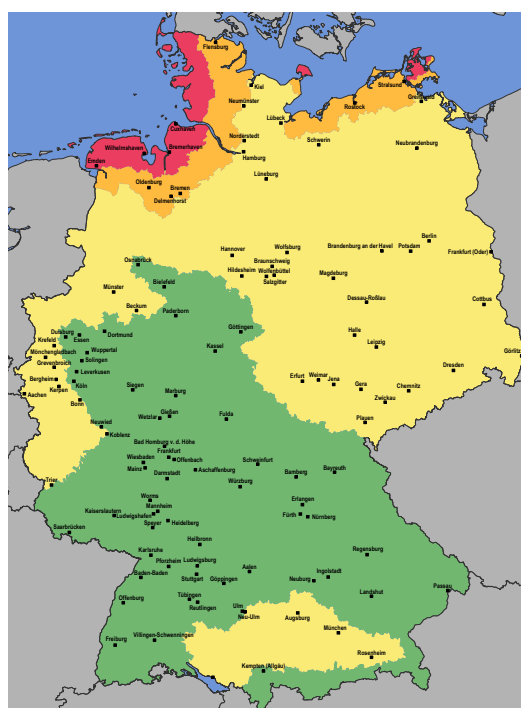 Flensburg
Kiel
Stralsund
Greifswald
Rostock
Neumünster
Lübeck
Cuxhaven
Norderstedt
Schwerin
Wilhelmshaven
Bremerhaven
Hamburg
Neubrandenburg
Emden
Lüneburg
Oldenburg
Bremen
Delmenhorst
Berlin
Hannover
Wolfsburg
Brandenburg an der Havel
Potsdam
Frankfurt (Oder)
Osnabrück
Braunschweig
Hildesheim
Wolfenbüttel
Salzgitter
Magdeburg
Bielefeld
Münster
Dessau-Roßlau
Cottbus
Beckum
Paderborn
Göttingen
Duisburg
Essen
Dortmund
Halle
Krefeld
Leipzig
Wuppertal
Kassel
Görlitz
Mönchengladbach
Solingen
Grevenbroich
Leverkusen
Dresden
Bergheim
Köln
Erfurt
Weimar
Jena
Gera
Chemnitz
Kerpen
Siegen
Marburg
Aachen
Bonn
Zwickau
Wetzlar
Gießen
Fulda
Plauen
Neuwied
Koblenz
Bad Homburg v. d. Höhe
Frankfurt
Wiesbaden
Offenbach
Schweinfurt
Mainz
Aschaffenburg
Bamberg
Bayreuth
Darmstadt
Trier
Würzburg
Worms
Erlangen
Kaiserslautern
Mannheim
Ludwigshafen
Fürth
Nürnberg
Speyer
Heidelberg
Saarbrücken
Heilbronn
Karlsruhe
Regensburg
Pforzheim
Ludwigsburg
Baden-Baden
Aalen
Stuttgart
Göppingen
Neuburg
Ingolstadt
Passau
Offenburg
Tübingen
Reutlingen
Landshut
Ulm
Neu-Ulm
Augsburg
München
Freiburg
Villingen-Schwenningen
Rosenheim
Kempten (Allgäu)